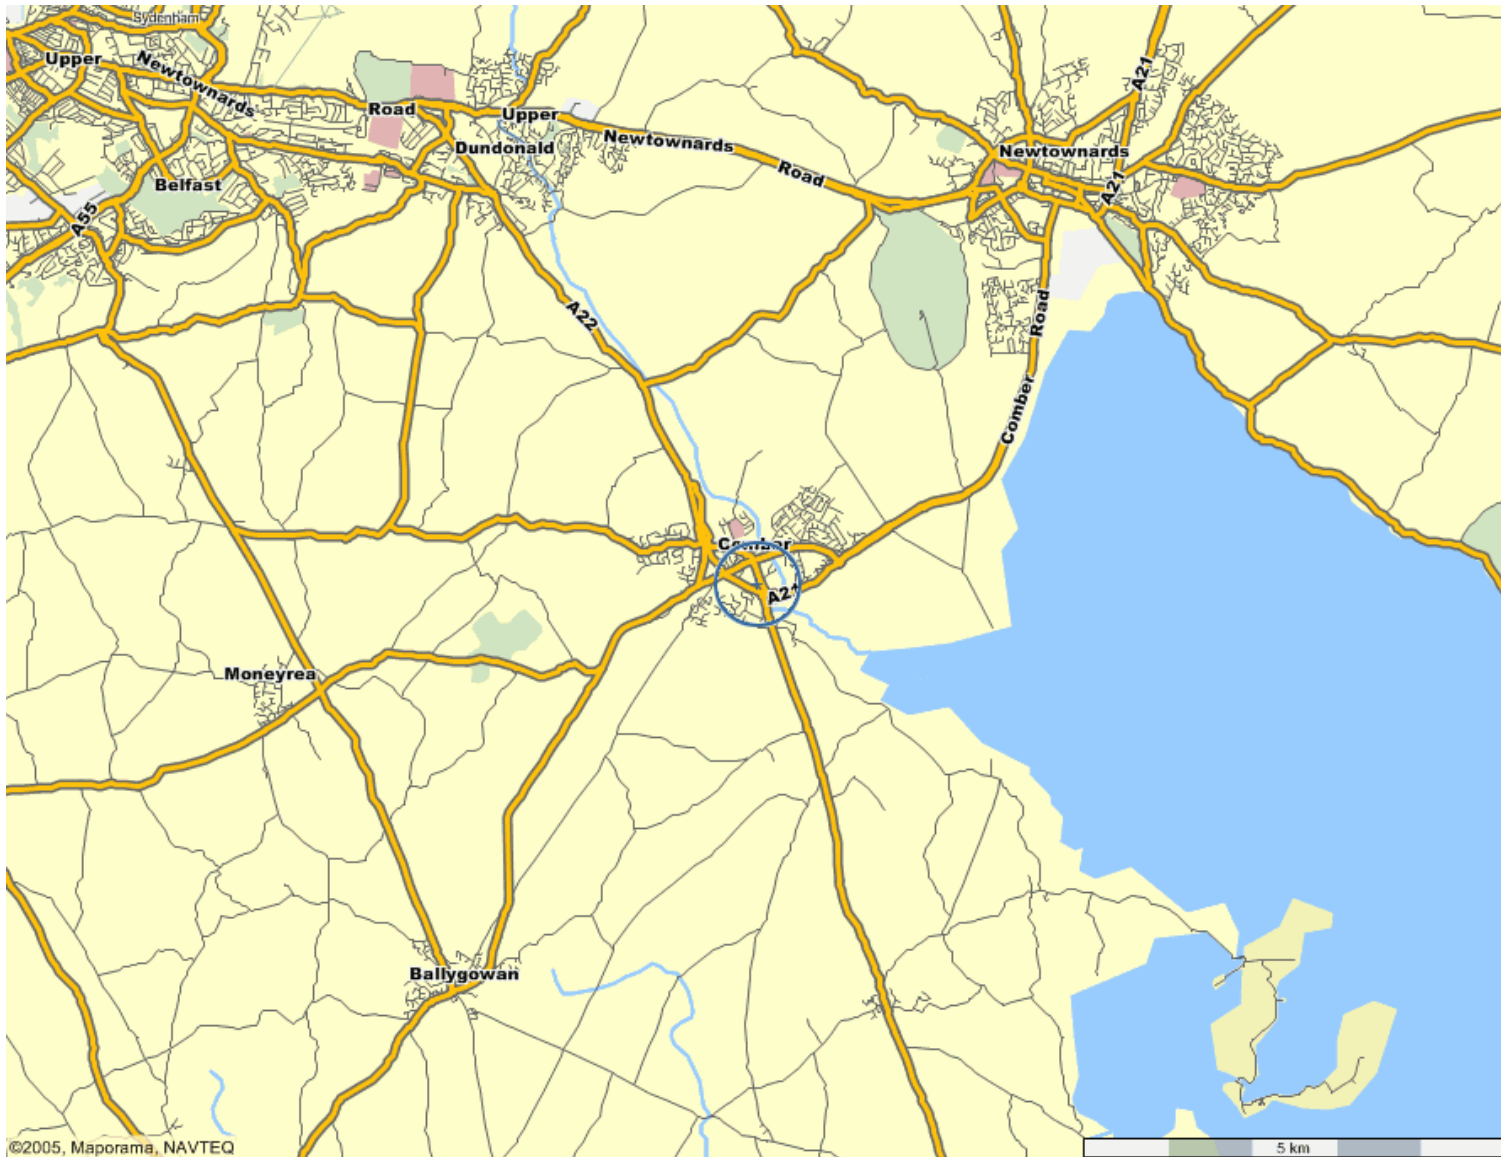 Sydenham
Upper
Newtownards
Road
Upper
Dundonald
Newtownards
Road
Newtownards
A21
A21
Belfast
A55
A22
Comber
Road
Comber
A21
Moneyrea
Ballygowan
©2005, Maporama, NAVTEQ
5 km